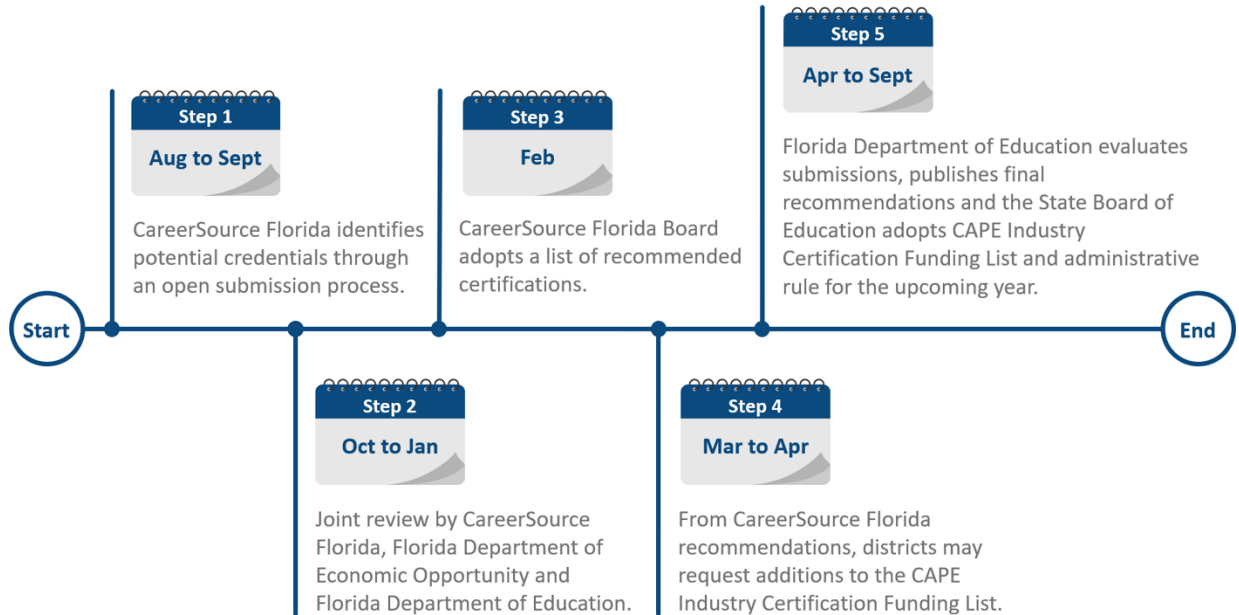 Start
Step 1
Aug to Sept
CareerSource Florida identifies
potential credentials through
an open submission process.
Step 2
Oct to Jan
Joint review by CareerSource
Florida, Florida Department of
Economic Opportunity and
Florida Department of Education.
Step 3
Feb
CareerSource Florida Board
adopts a list of recommended
certifications.
Step 4
Mar to Apr
From CareerSource Florida
recommendations, districts may
request additions to the CAPE
Industry Certification Funding List.
Step 5
Apr to Sept
Florida Department of Education evaluates
submissions, publishes final
recommendations and the State Board of
Education adopts CAPE Industry
Certification Funding List and administrative
rule for the upcoming year.
End